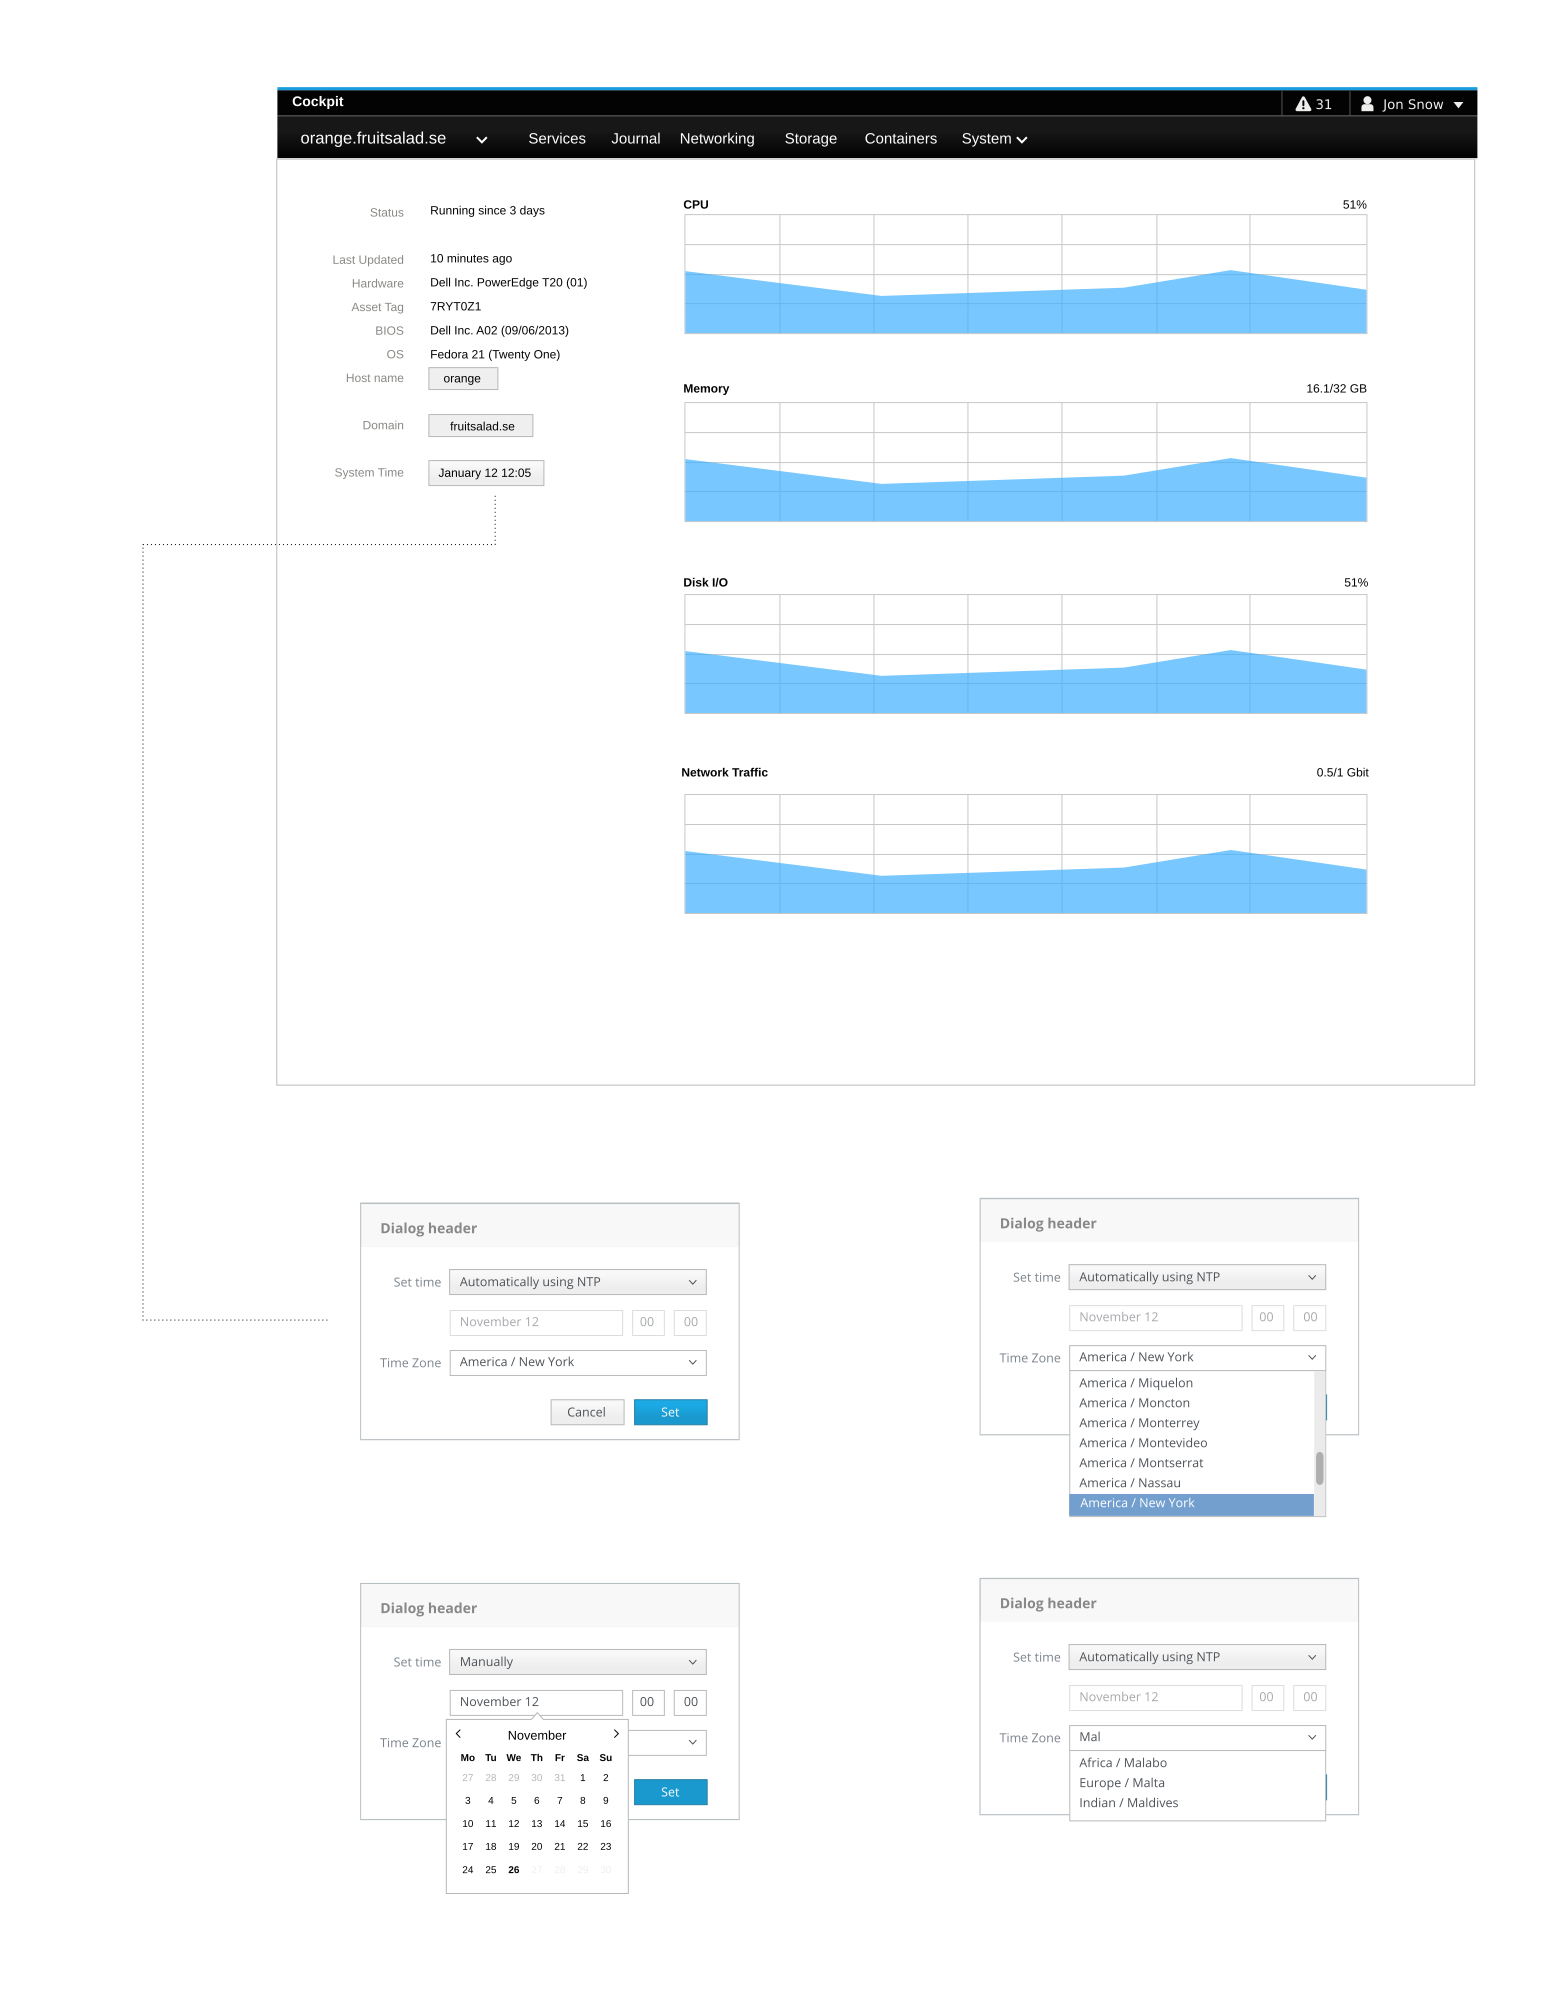 Cockpit
31
Jon Snow
orange.fruitsalad.se
Services Journal Networking Storage Containers System
Status Running since 3 days
Last Updated 10 minutes ago
Hardware Dell Inc. PowerEdge T20 (01)
Asset Tag 7RYT0Z1
BIOS Dell Inc. A02 (09/06/2013)
OS Fedora 21 (Twenty One)
Host name orange
Domain fruitsalad.se
System Time January 12 12:05
CPU 51%
Memory 16.1/32 GB
Disk I/O 51%
Network Traffic 0.5/1 Gbit
Dialog header
Set time Automatically using NTP
November 12 00 00
Time Zone America / New York
Cancel Set
Dialog header
Set time Automatically using NTP
November 12 00 00
Time Zone America / New York
America / Miquelon
America / Moncton
America / Monterrey
America / Montevideo
America / Montserrat
America / Nassau
America / New York
Dialog header
Set time Manually
November 12 00 00
Time Zone
Set
November
Mo Tu We Th Fr Sa Su
27 28 29 30 31 1 2
3 4 5 6 7 8 9
10 11 12 13 14 15 16
17 18 19 20 21 22 23
24 25 26 27 28 29 30
Dialog header
Set time Automatically using NTP
November 12 00 00
Time Zone Mal
Africa / Malabo
Europe / Malta
Indian / Maldives